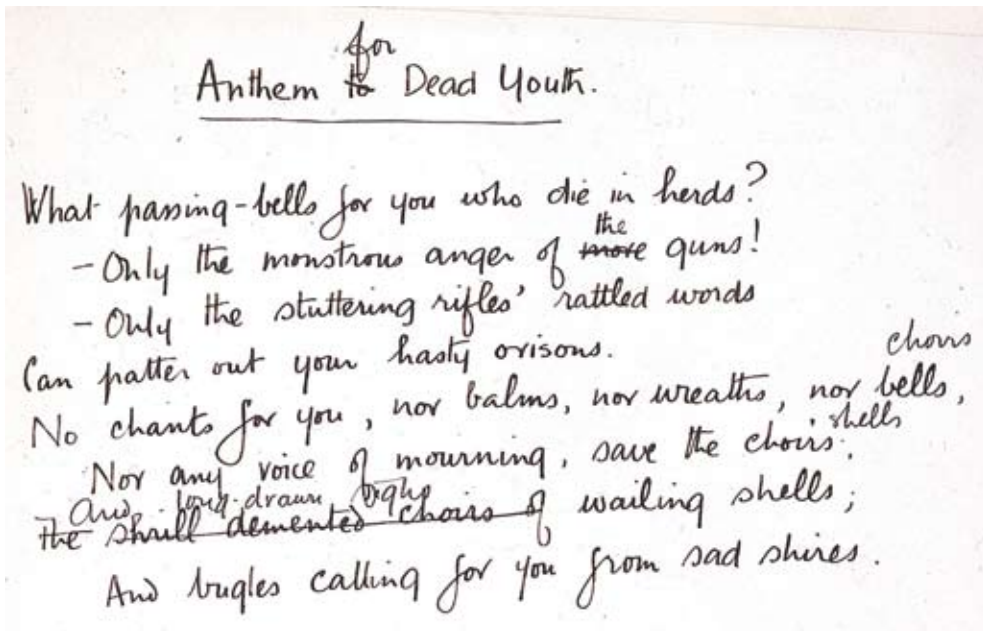 for
Anthem to Dead Youth.
What passing-bells for you who die in herds?
the
- Only the monstrous anger of more guns!
- Only the stuttering rifles' rattled words
Can patter out your hasty orisons.
choirs
No chants for you, nor balms, nor wreaths, nor bells,
shells
Nor any voice of mourning, save the choirs;
And long-drawn sighs
the shrill demented choirs of wailing shells;
And bugles calling for you from sad shires.